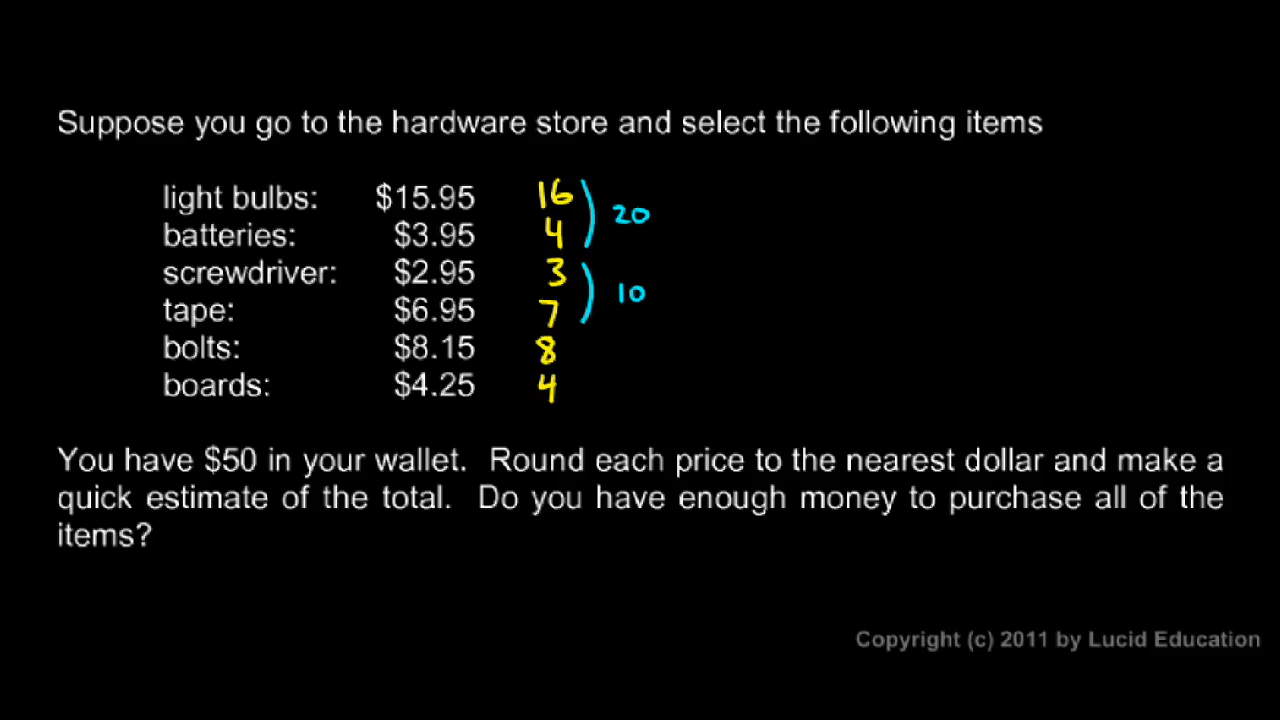 Suppose you go to the hardware store and select the following items
light bulbs: $15.95 16
20
batteries: $3.95 4
screwdriver: $2.95 3
10
tape: $6.95 7
bolts: $8.15 8
boards: $4.25 4
You have $50 in your wallet. Round each price to the nearest dollar and make a
quick estimate of the total. Do you have enough money to purchase all of the
items?
Copyright (c) 2011 by Lucid Education